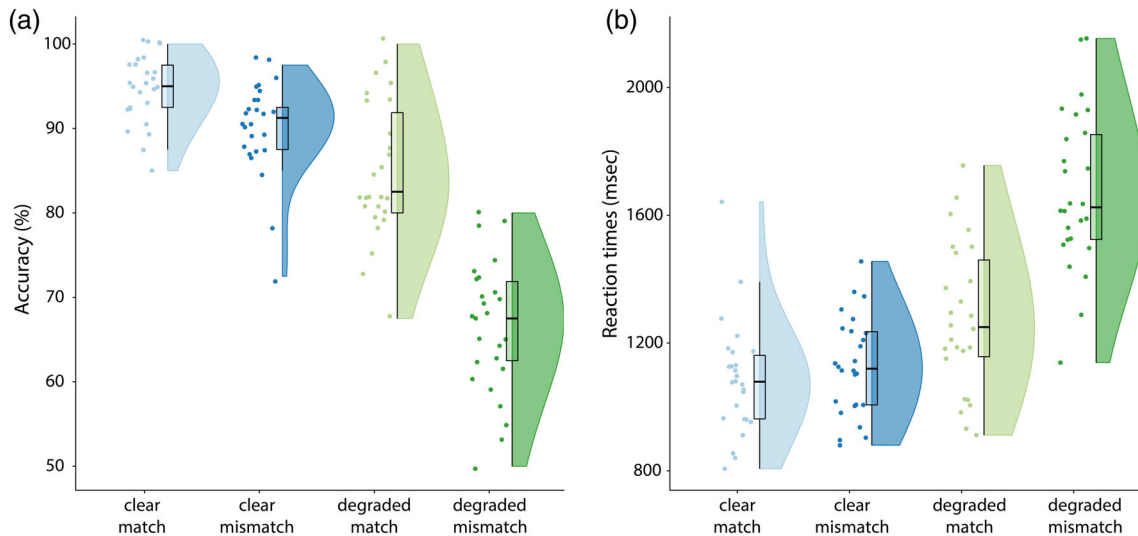 (a)
Accuracy (%)
100
90
80
70
60
50
clear
match
clear
mismatch
degraded
match
degraded
mismatch
(b)
Reaction times (msec)
2000
1600
1200
800
clear
match
clear
mismatch
degraded
match
degraded
mismatch